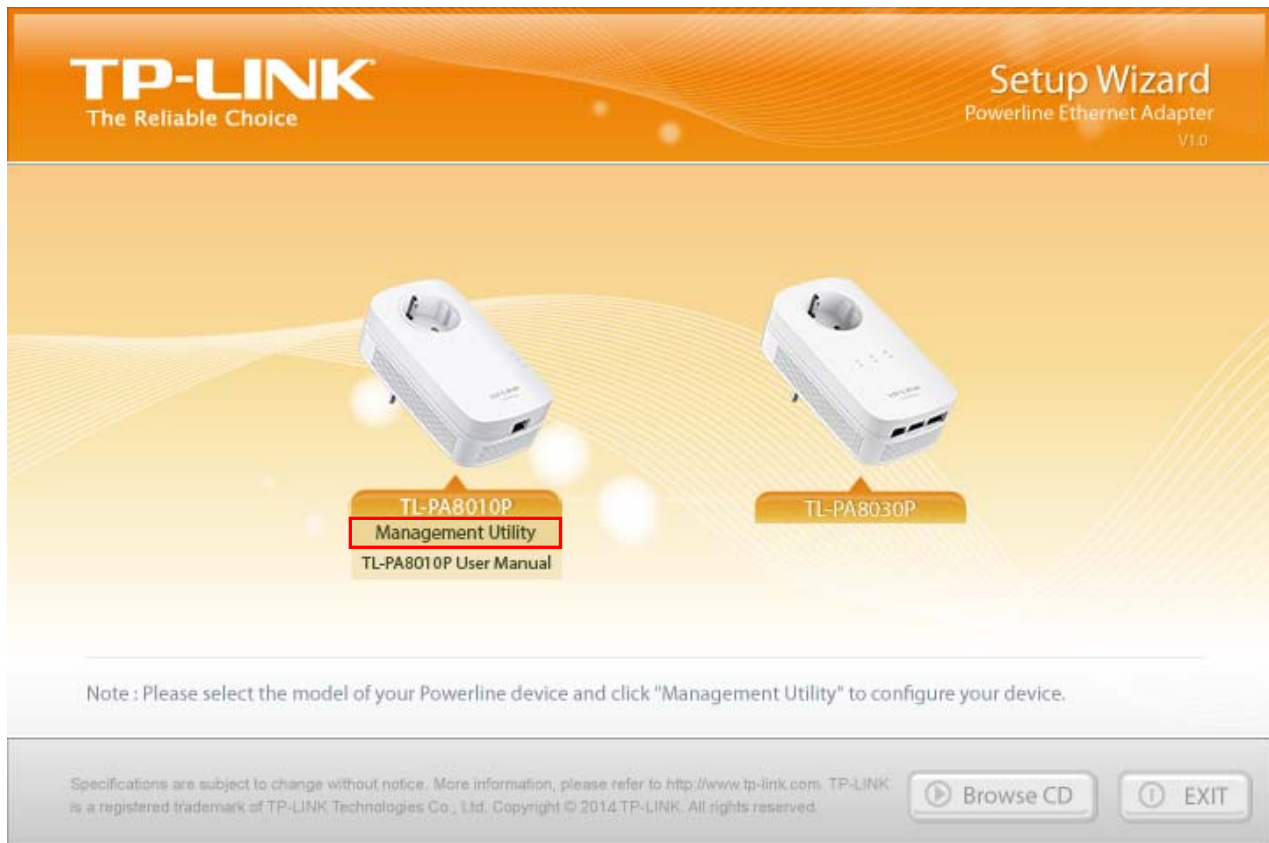 TP-LINK
The Reliable Choice
Setup Wizard
Powerline Ethernet Adapter
V1.0
TL-PA8010P
Management Utility
TL-PA8010P User Manual
TL-PA8030P
Note : Please select the model of your Powerline device and click "Management Utility" to configure your device.
Specifications are subject to change without notice. More information, please refer to http://www.tp-link.com. TP-LINK
is a registered trademark of TP-LINK Technologies Co., Ltd. Copyright © 2014 TP-LINK. All rights reserved.
Browse CD
EXIT